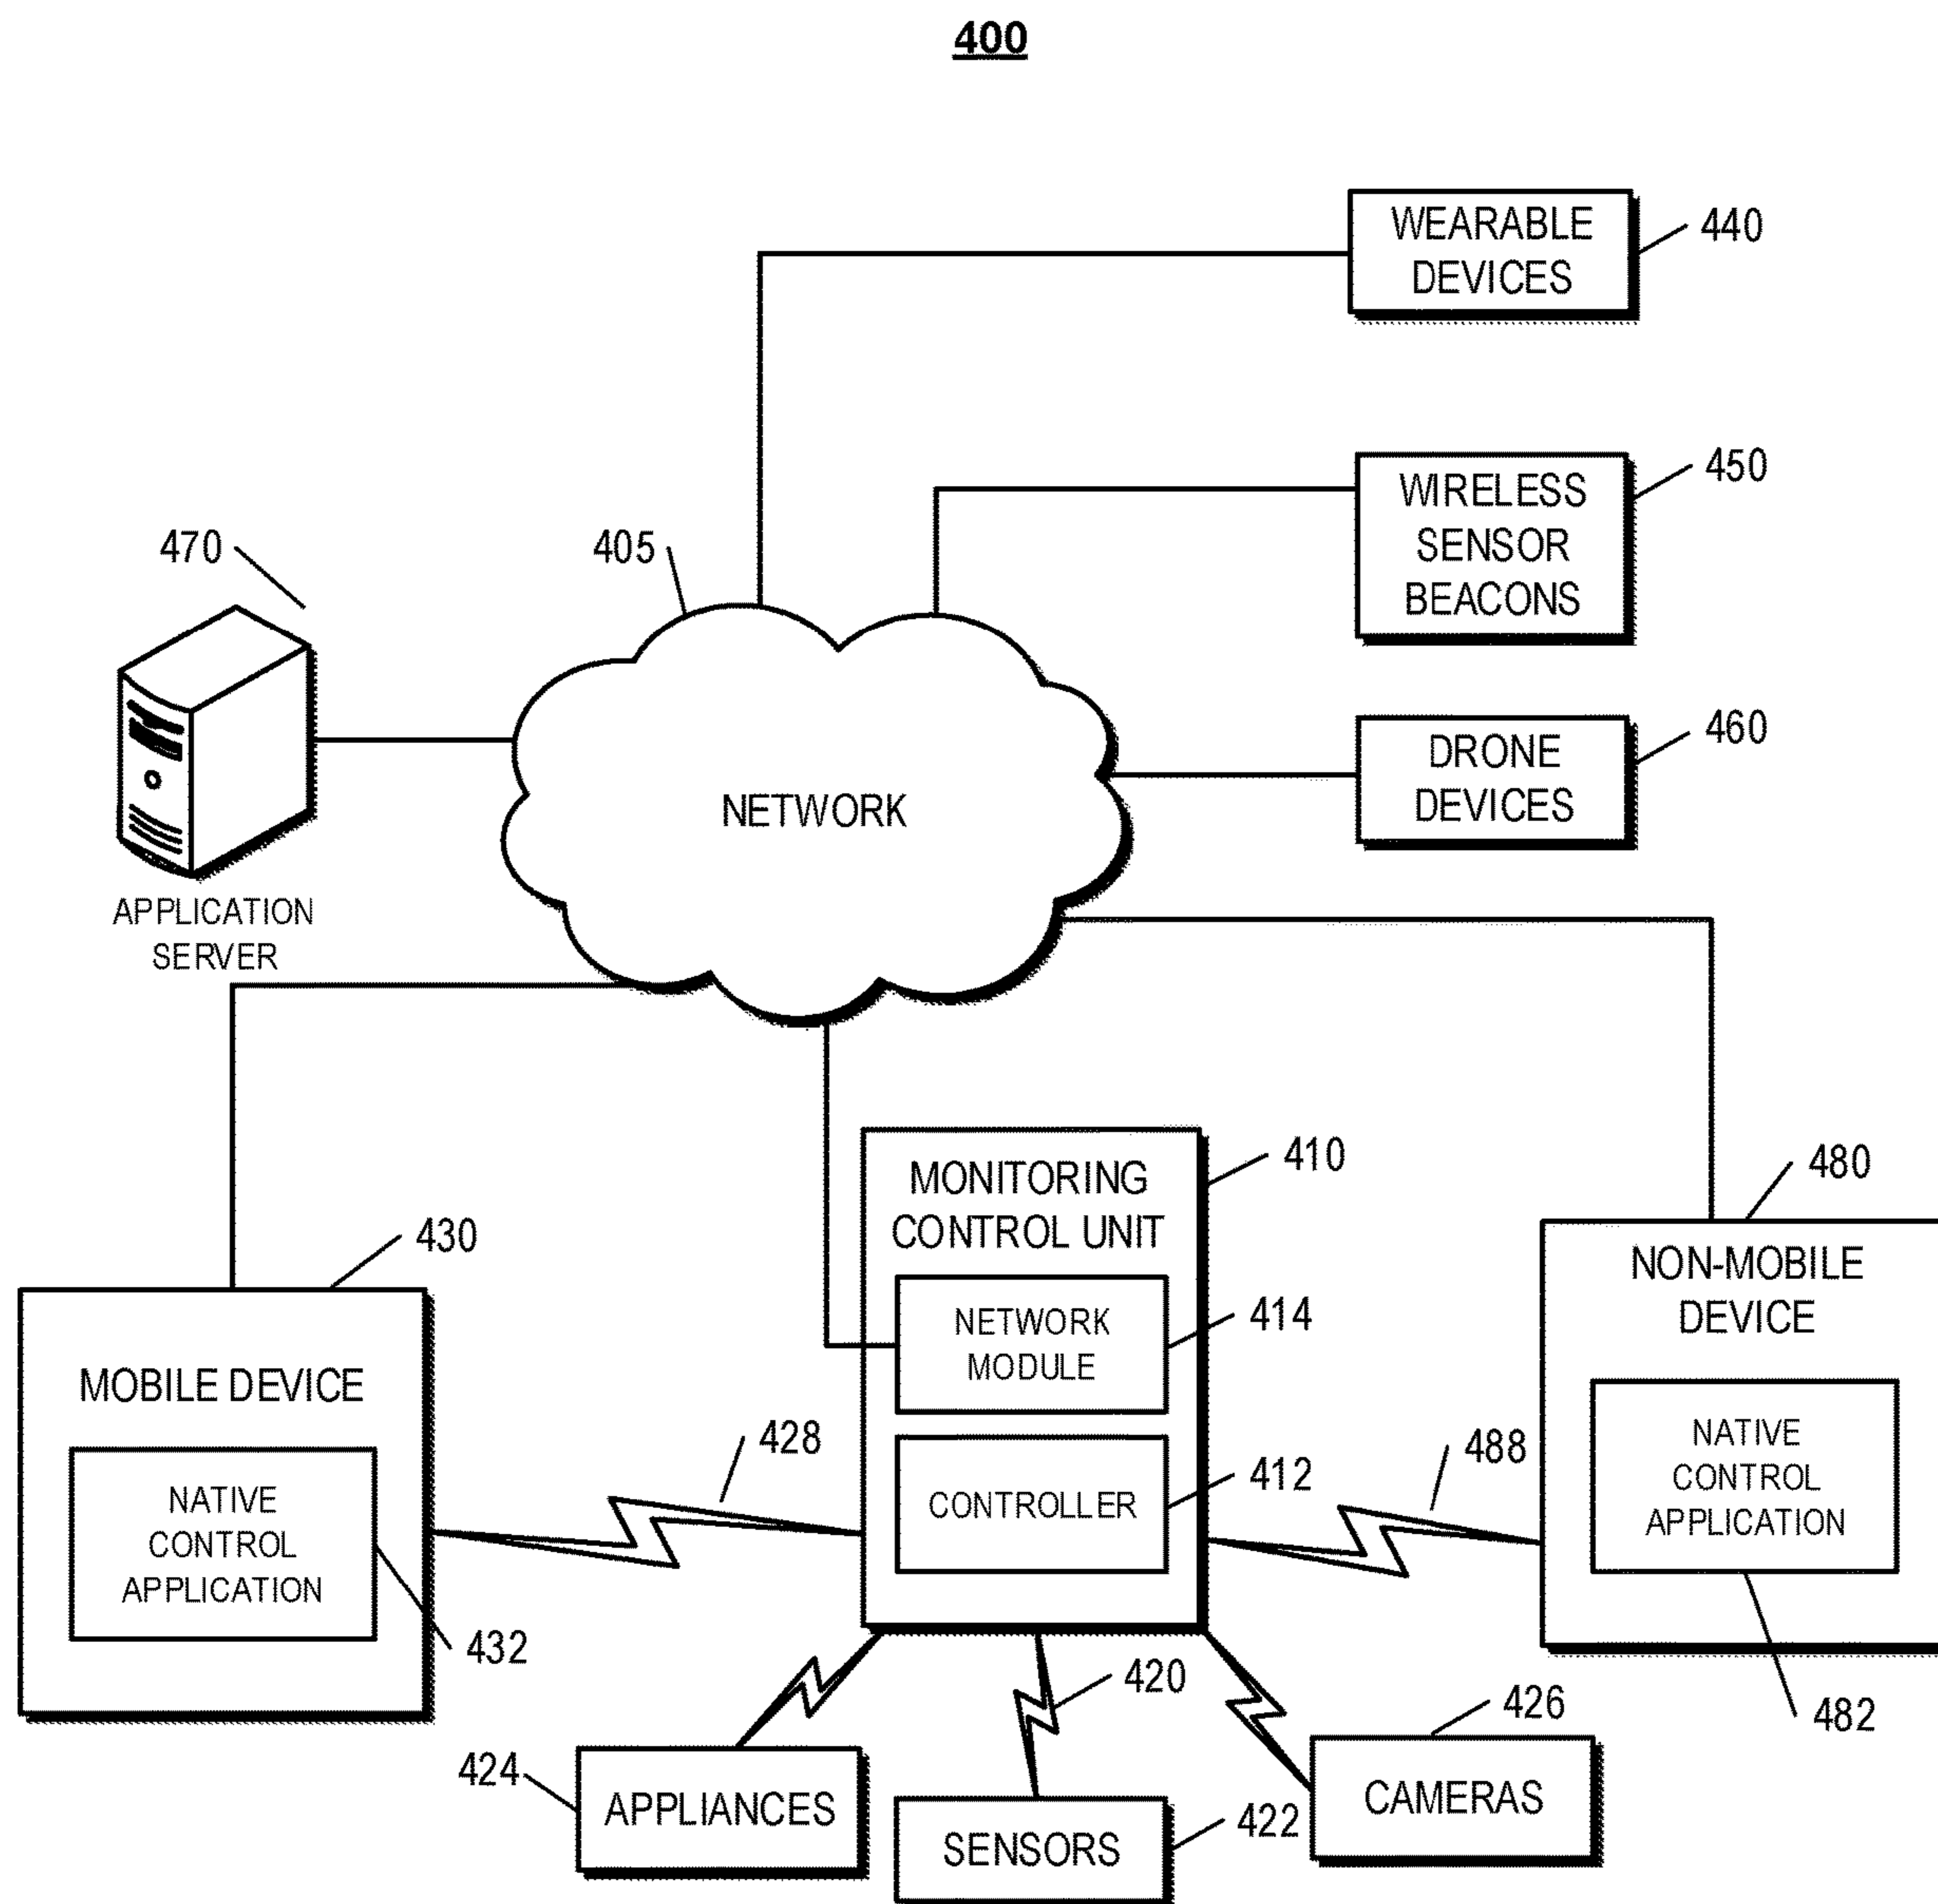 400
WEARABLE
DEVICES
440
WIRELESS
SENSOR
BEACONS
450
470
405
DRONE
DEVICES
460
NETWORK
APPLICATION
SERVER
MONITORING
CONTROL UNIT
410
480
430
NON-MOBILE
DEVICE
NETWORK
MODULE
414
MOBILE DEVICE
428
488
NATIVE
CONTROL
APPLICATION
CONTROLLER
412
NATIVE
CONTROL
APPLICATION
432
420
426
482
424
APPLIANCES
CAMERAS
SENSORS
422